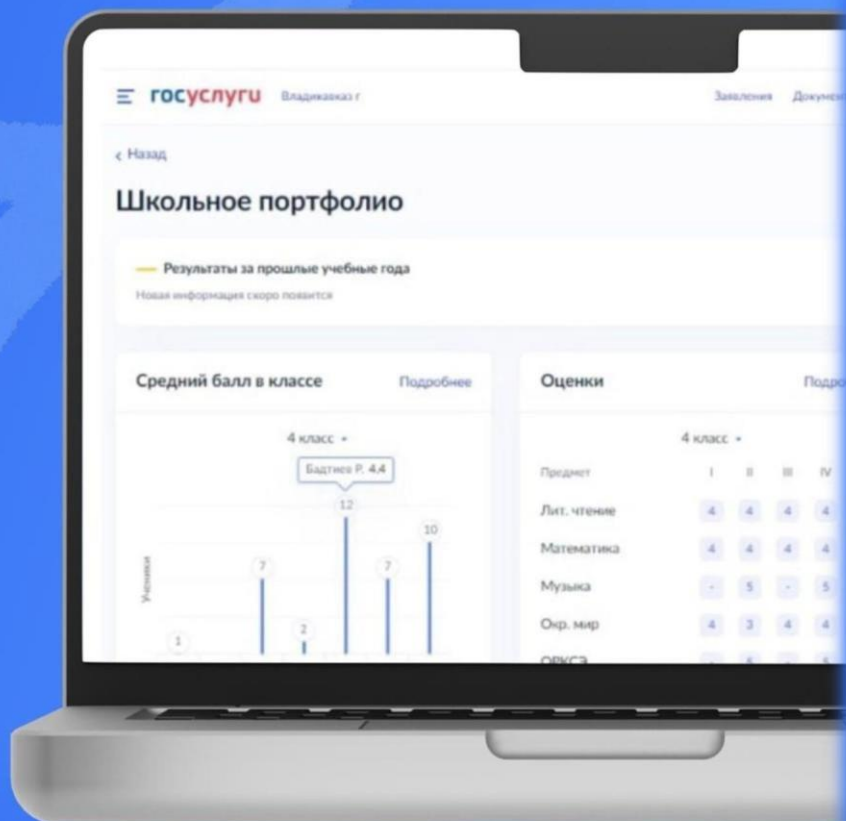 госуслуги Владикавказ г Заявления
Назад
Школьное портфолио
Результаты за прошлые учебные года
Новая информация скоро появится
Средний балл в классе Подробнее
4 класс
Бадтиев Р. 4,4
12
10
7
7
2
1
Ученики
Оценки
4 класс
Предмет I II III IV
Лит. чтение 4 4 4 4
Математика 4 4 4 4
Музыка - 5 - 5
Окр. мир 4 3 4 4
ОРКСЭ - 5 - 5